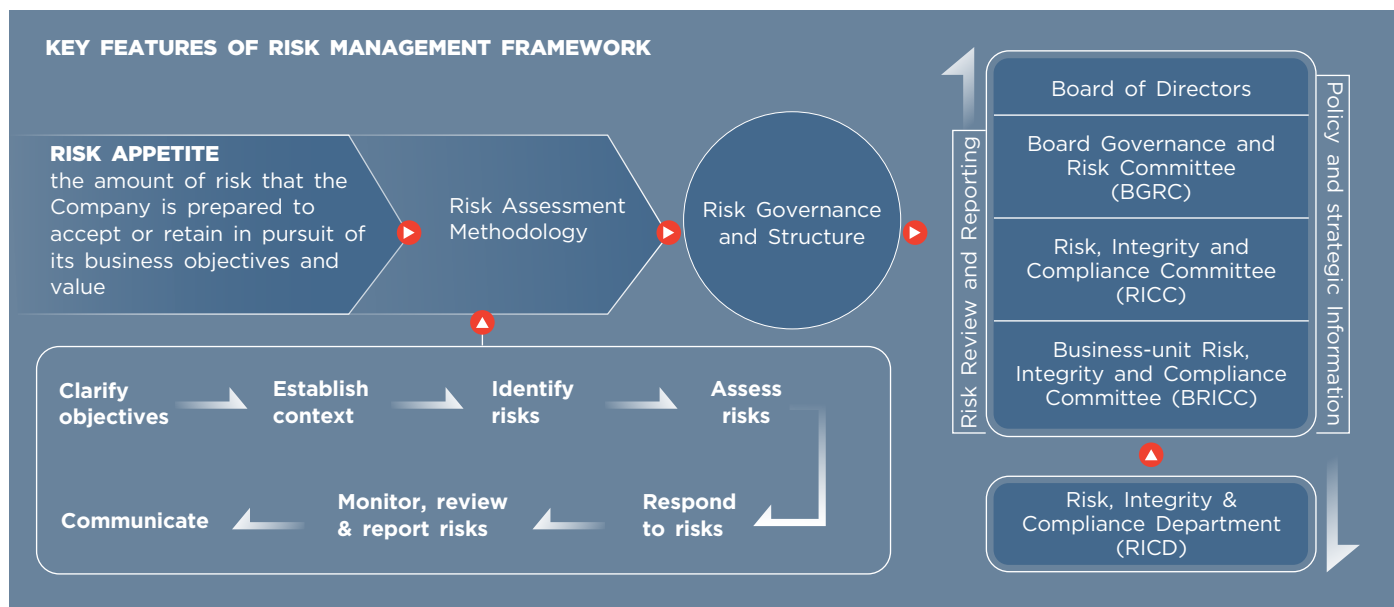 KEY FEATURES OF RISK MANAGEMENT FRAMEWORK
RISK APPETITE
the amount of risk that the
Company is prepared to
accept or retain in pursuit of
its business objectives and
value
Risk Assessment
Methodology
Risk Governance
and Structure
Clarify
objectives
Establish
context
Identify
risks
Assess
risks
Respond
to risks
Monitor, review
& report risks
Communicate
Risk Review and Reporting
Board of Directors
Board Governance and
Risk Committee
(BGRC)
Risk, Integrity and
Compliance Committee
(RICC)
Business-unit Risk,
Integrity and Compliance
Committee (BRICC)
Policy and strategic Information
Risk, Integrity &
Compliance Department
(RICD)